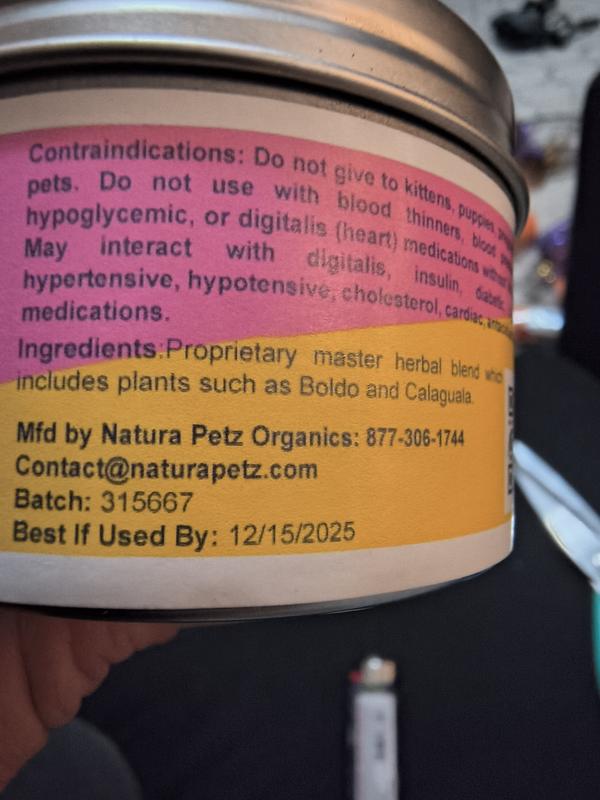 Contraindications: Do not give to kittens, puppies,
pets. Do not use with blood thinners, blood
hypoglycemic, or digitalis (heart) medications
May interact with digitalis, insulin, diabetic
hypertensive, hypotensive, cholesterol, cardiac,
medications.
Ingredients:Proprietary master herbal blend which
includes plants such as Boldo and Calaguala.
Mfd by Natura Petz Organics: 877-306-1744
Contact@naturapetz.com
Batch: 315667
Best If Used By: 12/15/2025